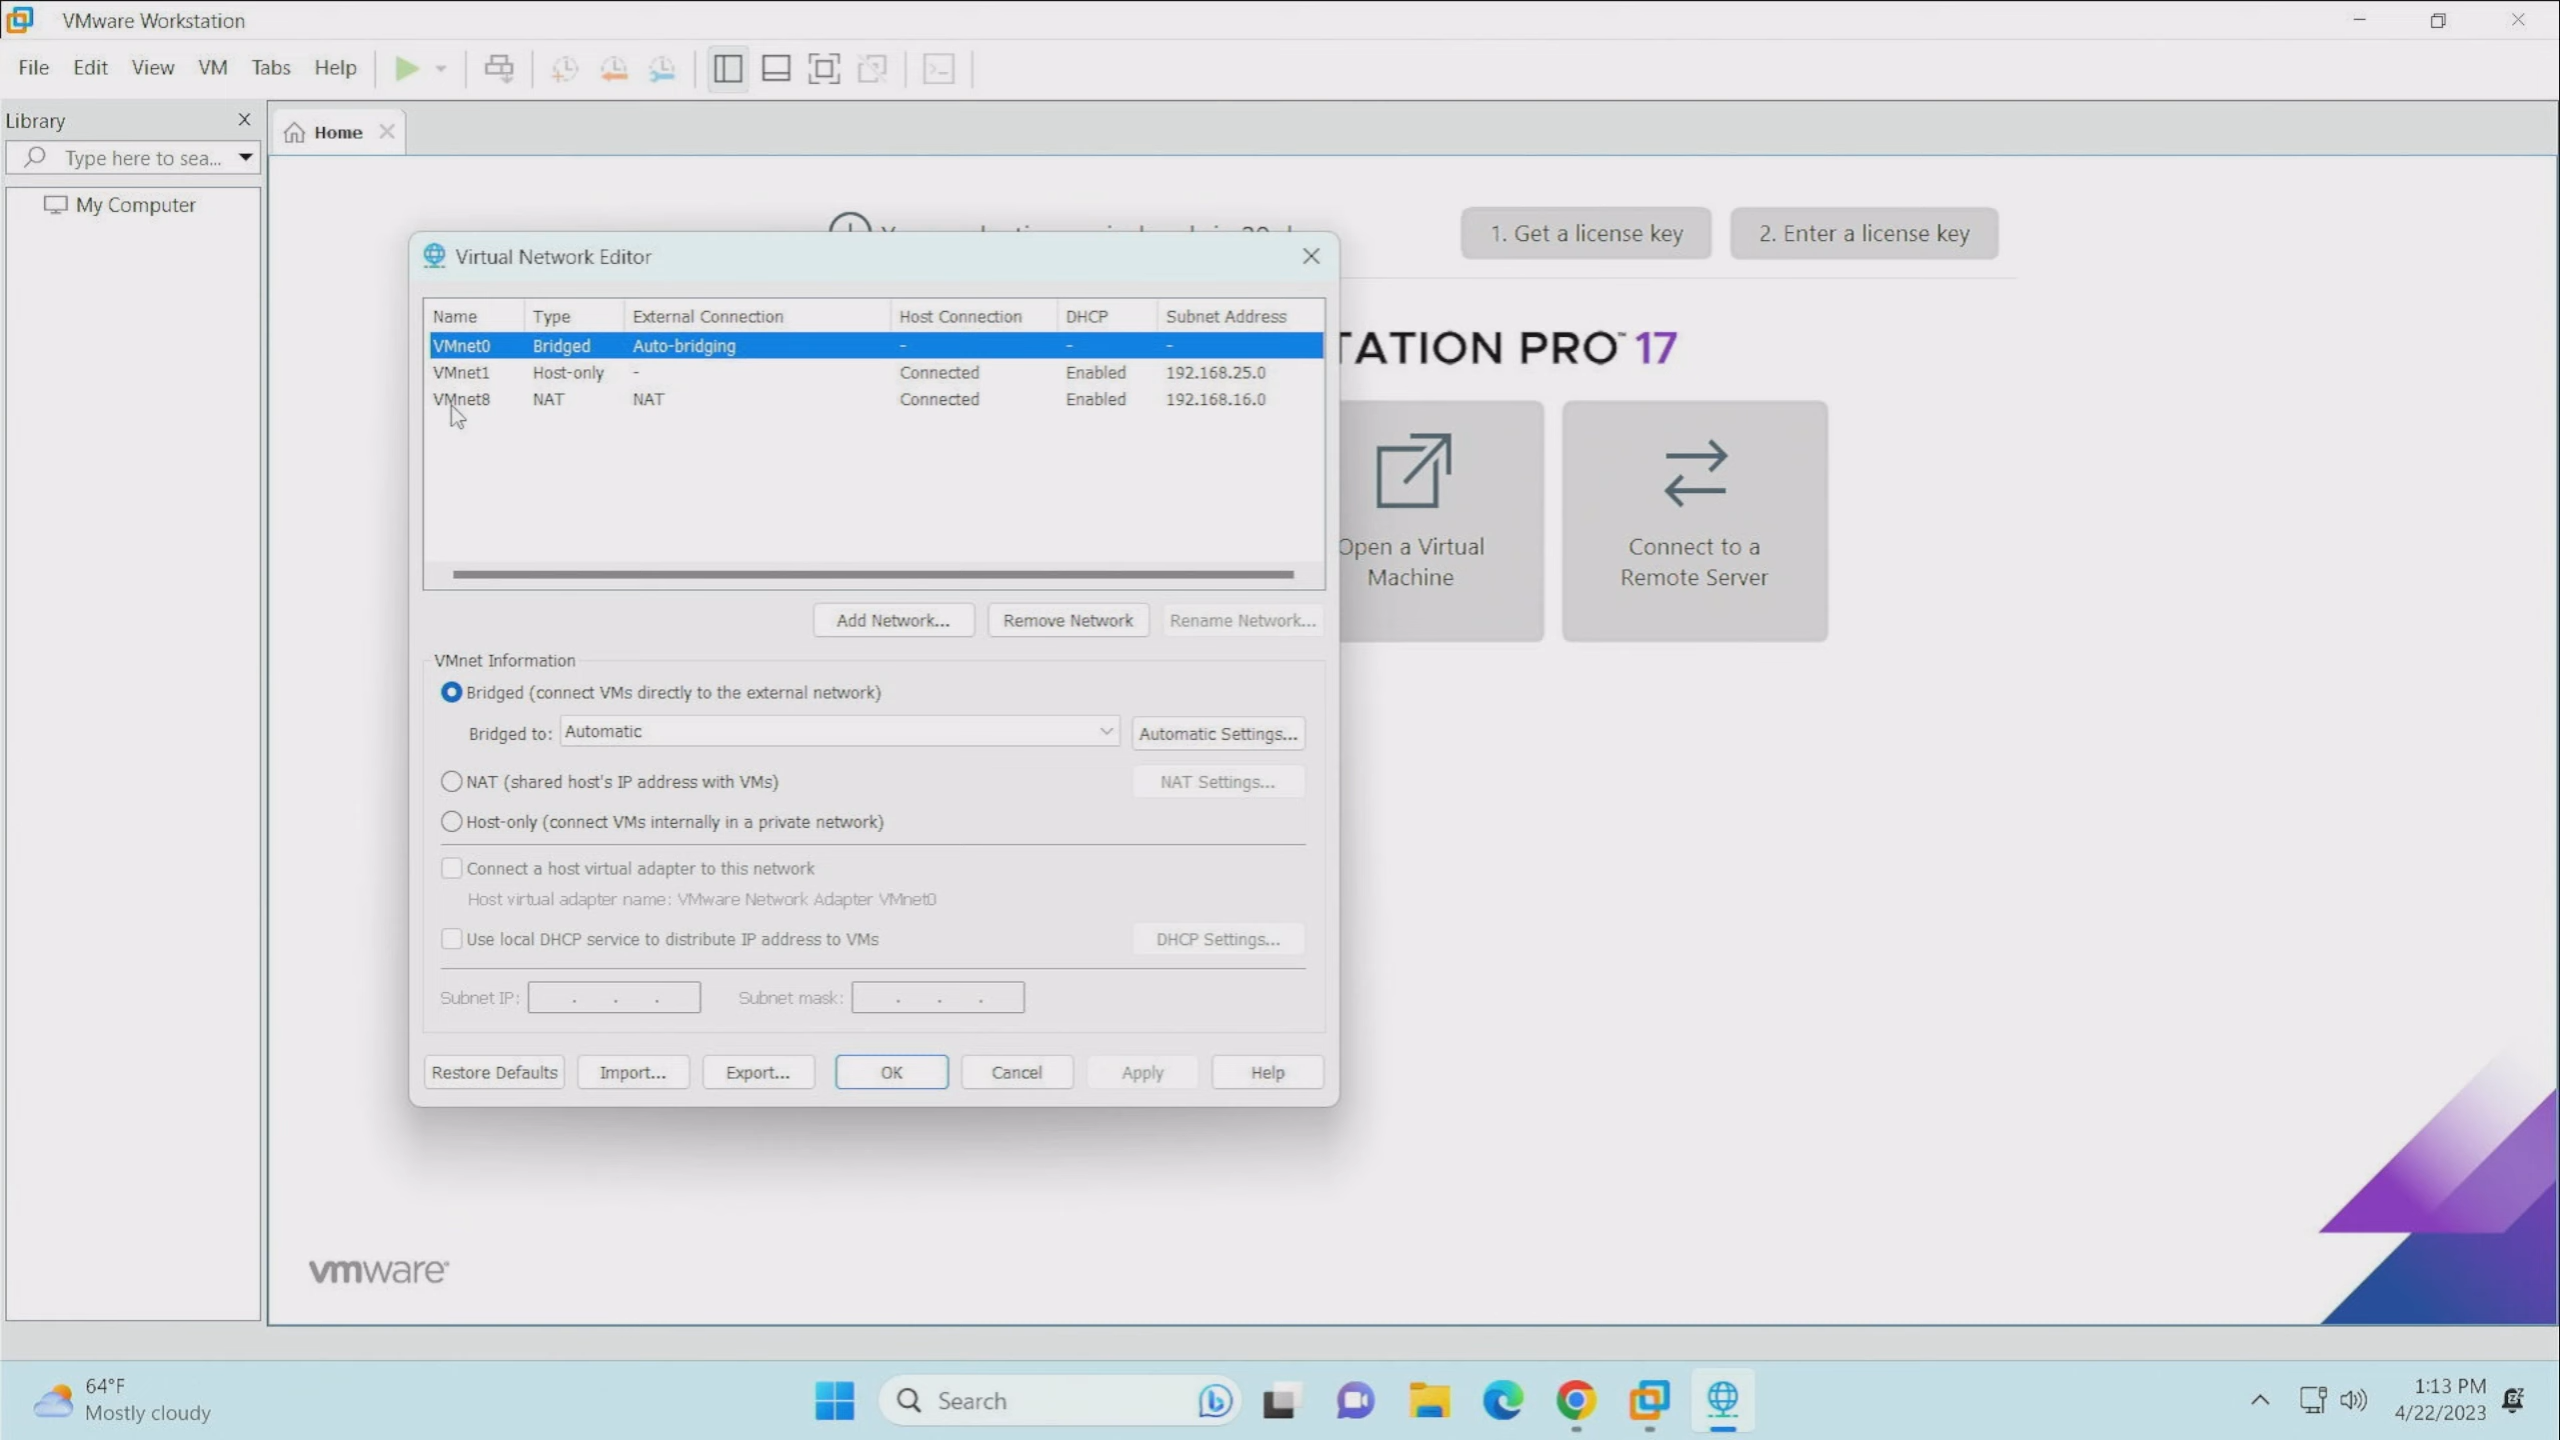 VMware Workstation
File Edit View VM Tabs Help
Library
Home
Type here to sea...
My Computer
1. Get a license key
2. Enter a license key
TATION PRO™ 17
Open a Virtual
Machine
Connect to a
Remote Server
Virtual Network Editor
Name Type External Connection Host Connection DHCP Subnet Address
VMnet0 Bridged Auto-bridging - - -
VMnet1 Host-only - Connected Enabled 192.168.25.0
VMnet8 NAT NAT Connected Enabled 192.168.16.0
Add Network... Remove Network Rename Network...
VMnet Information
Bridged (connect VMs directly to the external network)
Bridged to: Automatic Automatic Settings...
NAT (shared host's IP address with VMs) NAT Settings...
Host-only (connect VMs internally in a private network)
Connect a host virtual adapter to this network
Host virtual adapter name: VMware Network Adapter VMnet0
Use local DHCP service to distribute IP address to VMs DHCP Settings...
Subnet IP: . . . Subnet mask: . . .
Restore Defaults Import... Export... OK Cancel Apply Help
vmware
64°F
Mostly cloudy
Search
1:13 PM
4/22/2023